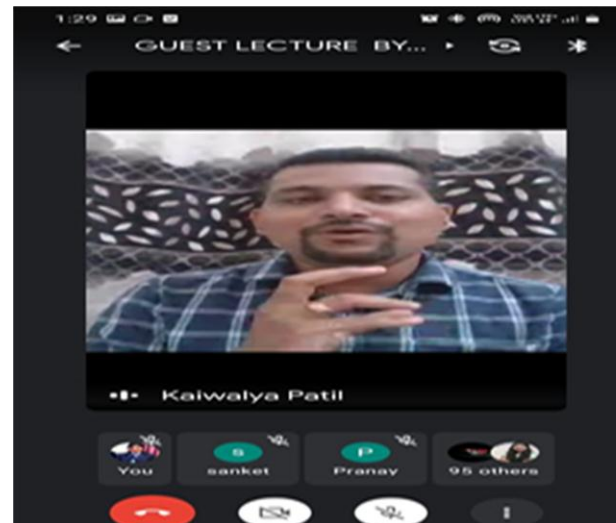 1:29
GUEST LECTURE BY...
Kaiwalya Patil
S P
You sanket Pranay 95 others